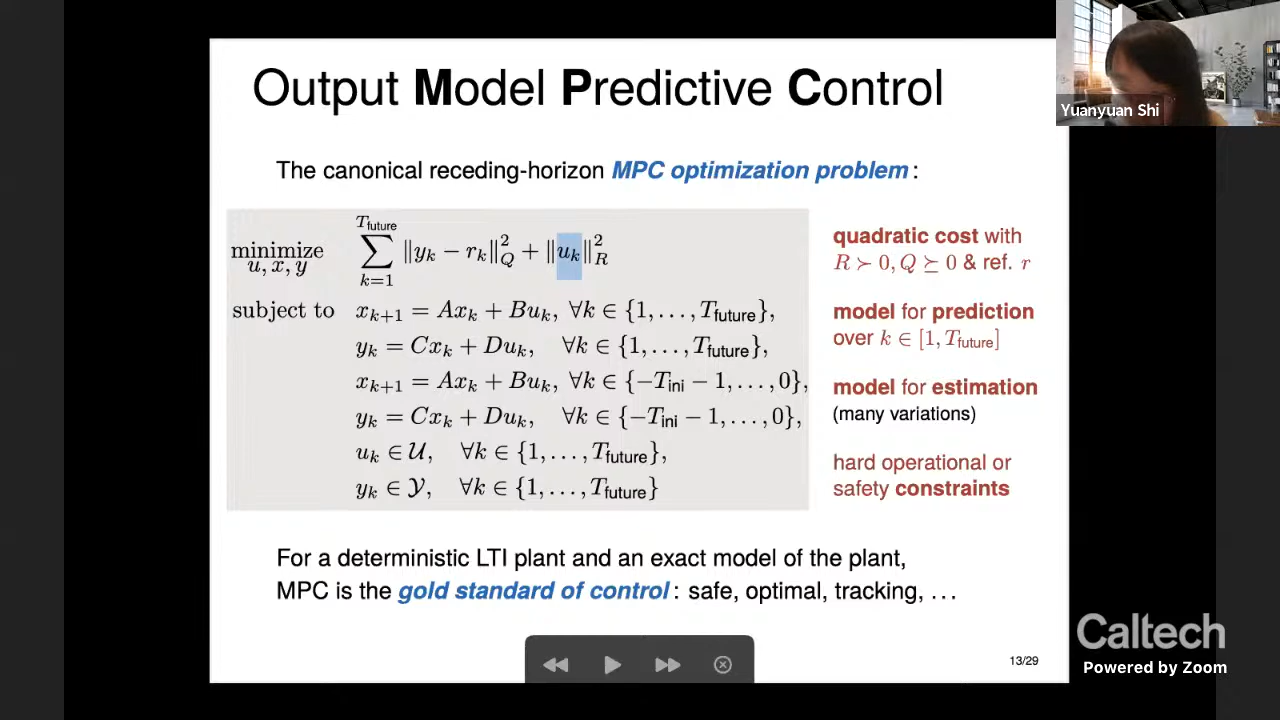 Output Model Predictive Control
Yuanyuan Shi
The canonical receding-horizon MPC optimization problem :
minimize u, x, y ∑_{k=1}^{T_future} ‖y_k − r_k‖²_Q + ‖u_k‖²_R
subject to x_{k+1} = Ax_k + Bu_k, ∀k ∈ {1, . . . , T_future},
y_k = Cx_k + Du_k, ∀k ∈ {1, . . . , T_future},
x_{k+1} = Ax_k + Bu_k, ∀k ∈ {−T_ini − 1, . . . , 0},
y_k = Cx_k + Du_k, ∀k ∈ {−T_ini − 1, . . . , 0},
u_k ∈ 𝒰, ∀k ∈ {1, . . . , T_future},
y_k ∈ 𝒴, ∀k ∈ {1, . . . , T_future}
quadratic cost with
R ≻ 0, Q ⪰ 0 & ref. r
model for prediction
over k ∈ [1, T_future]
model for estimation
(many variations)
hard operational or
safety constraints
For a deterministic LTI plant and an exact model of the plant,
MPC is the gold standard of control : safe, optimal, tracking, . . .
13/29
Caltech
Powered by Zoom